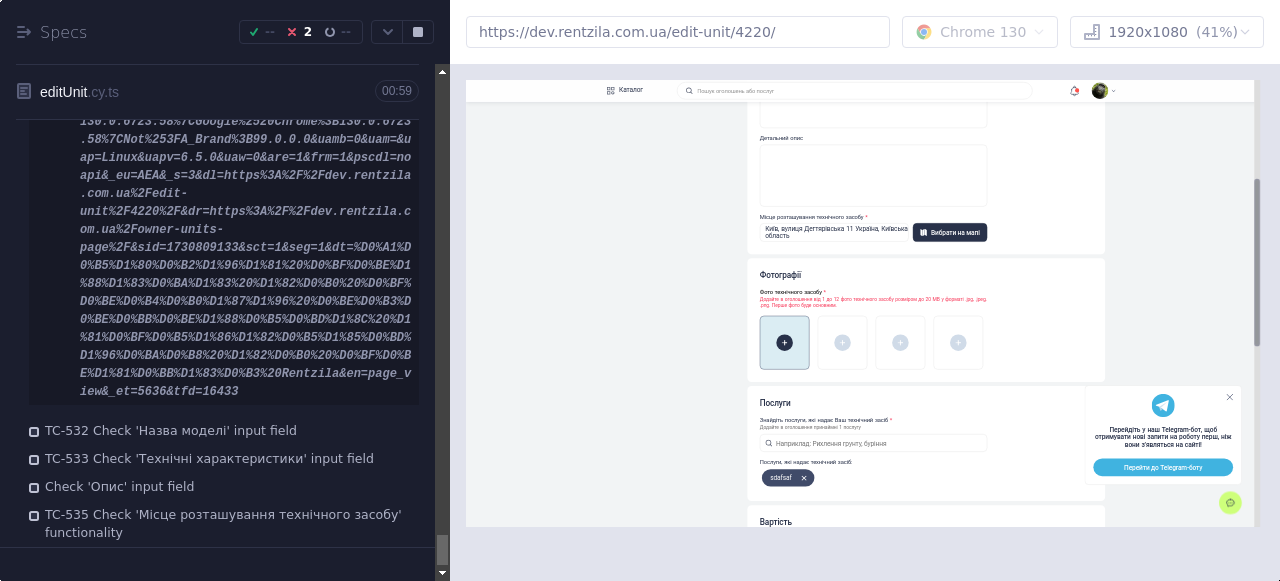 Specs
--
2
--
editUnit.cy.ts
00:59
130.0.6723.58%7CGoogle%2520Chrome%3B130.0.6723
.58%7CNot%253FA_Brand%3B99.0.0.0&uamb=0&uam=&u
ap=Linux&uapv=6.5.0&uaw=0&are=1&frm=1&pscdl=no
api&_eu=AEA&_s=3&dl=https%3A%2F%2Fdev.rentzila
.com.ua%2Fedit-
unit%2F4220%2F&dr=https%3A%2F%2Fdev.rentzila.c
om.ua%2Fowner-units-
page%2F&sid=1730809133&sct=1&seg=1&dt=%D0%A1%D
0%B5%D1%80%D0%B2%D1%96%D1%81%20%D0%BF%D0%BE%D1
%88%D1%83%D0%BA%D1%83%20%D1%82%D0%B0%20%D0%BF%
D0%BE%D0%B4%D0%B0%D1%87%D1%96%20%D0%BE%D0%B3%D
0%BE%D0%BB%D0%BE%D1%88%D0%B5%D0%BD%D1%8C%20%D1
%81%D0%BF%D0%B5%D1%86%D1%82%D0%B5%D1%85%D0%BD%
D1%96%D0%BA%D0%B8%20%D1%82%D0%B0%20%D0%BF%D0%B
E%D1%81%D0%BB%D1%83%D0%B3%20Rentzila&en=page_v
iew&_et=5636&tfd=16433
TC-532 Check 'Назва моделі' input field
TC-533 Check 'Технічні характеристики' input field
Check 'Опис' input field
TC-535 Check 'Місце розташування технічного засобу'
functionality
https://dev.rentzila.com.ua/edit-unit/4220/
Chrome 130
1920x1080 (41%)
Каталог
Пошук оголошень або послуг
Детальний опис
Місце розташування технічного засобу *
Київ, вулиця Дегтярівська 11 Україна, Київська
область
Вибрати на мапі
Фотографії
Фото технічного засобу *
Додайте в оголошення від 1 до 12 фото технічного засобу розміром до 20 МВ у форматі .jpg, .jpeg,
.png. Перше фото буде основним.
Послуги
Знайдіть послуги, які надає Ваш технічний засіб *
Додайте в оголошення принаймні 1 послугу
Наприклад: Рихлення грунту, буріння
Послуги, які надає технічний засіб:
sdafsaf
Вартість
Перейдіть у наш Telegram-бот, щоб
отримувати нові запити на роботу перш, ніж
вони з'являться на сайті!
Перейти до Telegram-боту